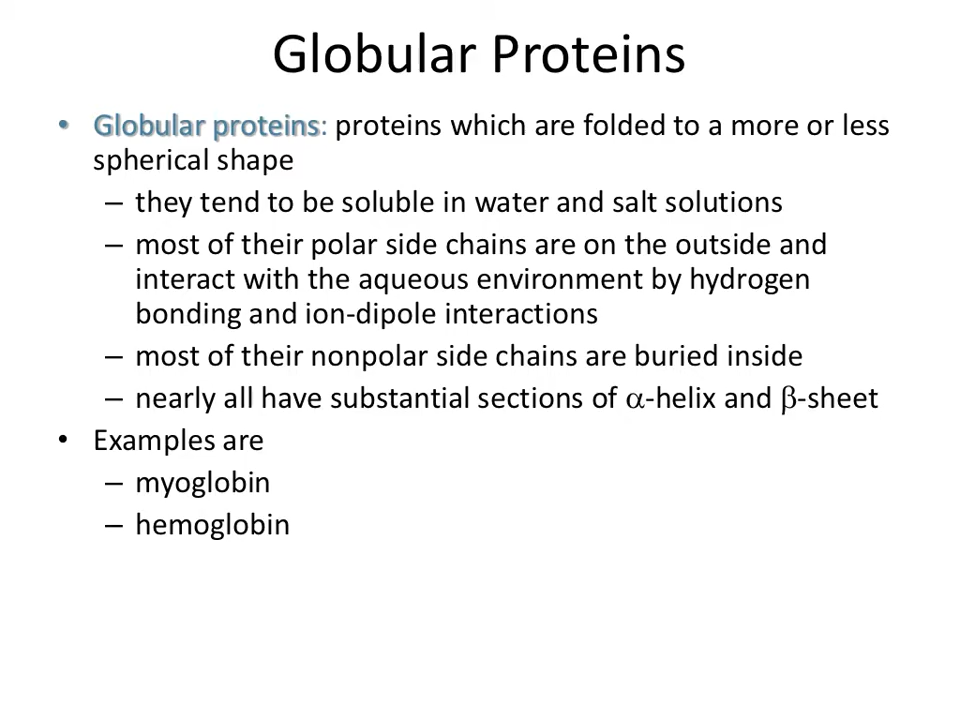 Globular Proteins
• Globular proteins: proteins which are folded to a more or less
spherical shape
– they tend to be soluble in water and salt solutions
– most of their polar side chains are on the outside and
interact with the aqueous environment by hydrogen
bonding and ion-dipole interactions
– most of their nonpolar side chains are buried inside
– nearly all have substantial sections of α-helix and β-sheet
• Examples are
– myoglobin
– hemoglobin